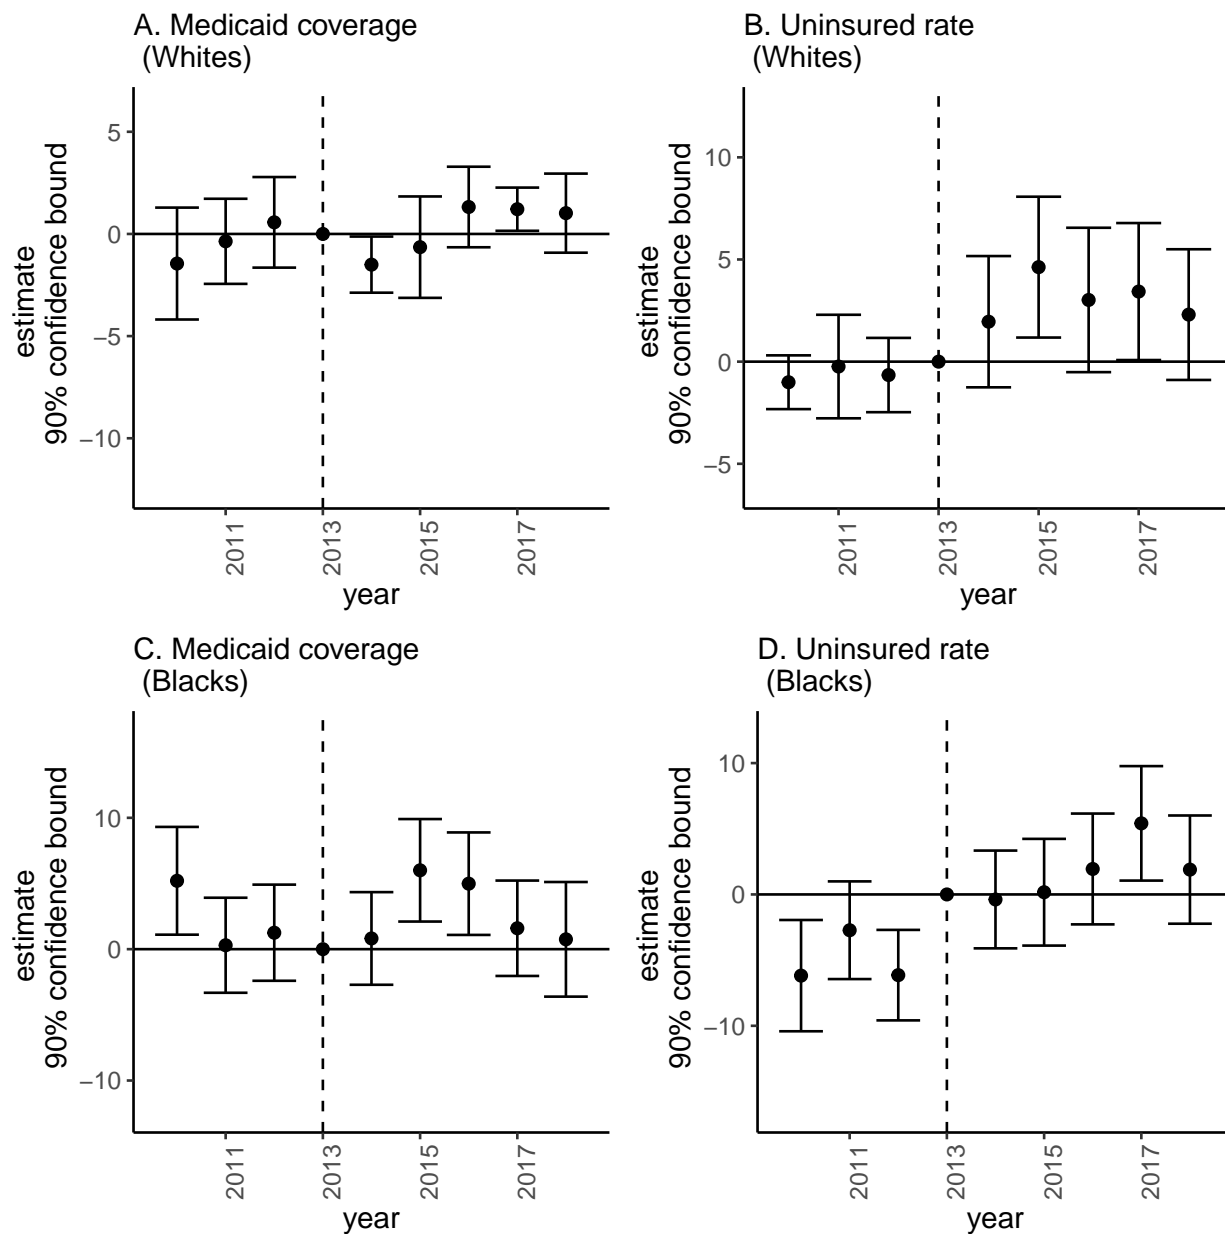 A. Medicaid coverage
(Whites)
estimate
90% confidence bound
5
0
−5
−10
2011
2013
2015
2017
year
B. Uninsured rate
(Whites)
estimate
90% confidence bound
10
5
0
−5
2011
2013
2015
2017
year
C. Medicaid coverage
(Blacks)
estimate
90% confidence bound
10
0
−10
2011
2013
2015
2017
year
D. Uninsured rate
(Blacks)
estimate
90% confidence bound
10
0
−10
2011
2013
2015
2017
year